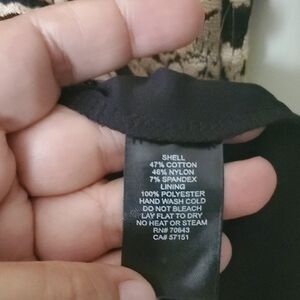 SHELL
47% COTTON
46% NYLON
7% SPANDEX
LINING
100% POLYESTER
HAND WASH COLD
DO NOT BLEACH
LAY FLAT TO DRY
NO HEAT OR STEAM
RN# 70843
CA# 57151